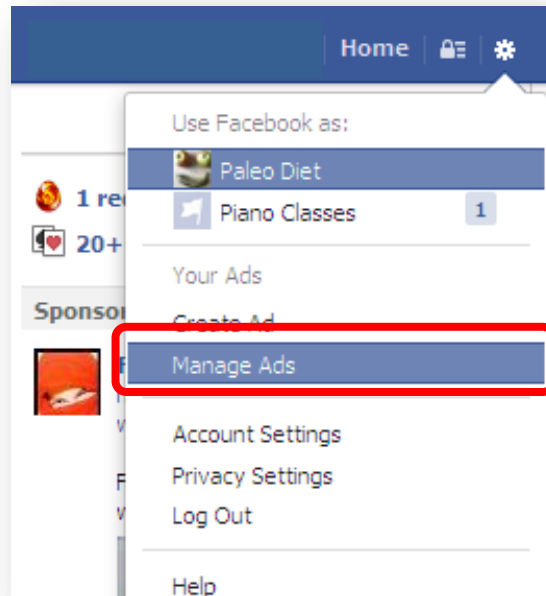 Home
Use Facebook as:
Paleo Diet
1 re
Piano Classes 1
20+
Your Ads
Sponso
Create Ad
Manage Ads
Account Settings
Privacy Settings
Log Out
Help